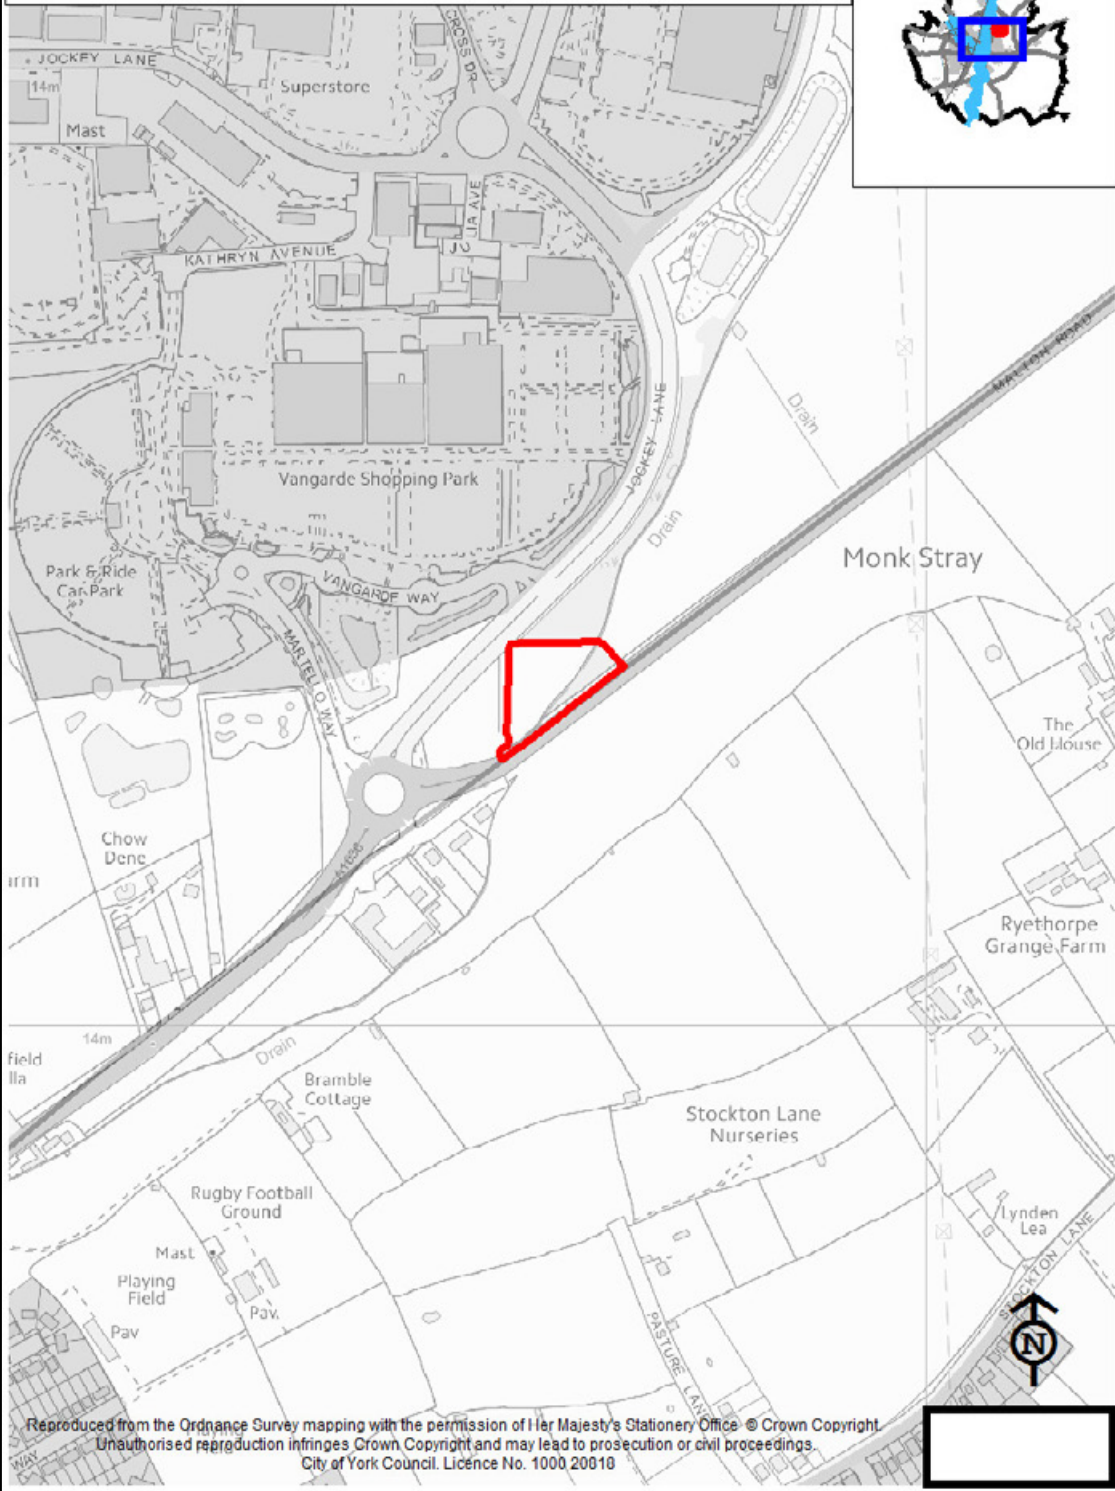 JOCKEY LANE
CROSS DR
14m
Superstore
Mast
JULIA AVE
KATHRYN AVENUE
MALTON ROAD
JOCKEY LANE
Drain
Vangarde Shopping Park
Drain
Monk Stray
Park & Ride
Car Park
VANGARDE WAY
MARTELLO WAY
The
Old House
Chow
Dene
A1036
arm
Ryethorpe
Grange Farm
14m
field
lla
Drain
Bramble
Cottage
Stockton Lane
Nurseries
Rugby Football
Ground
Lynden
Lea
Mast
Playing
Field
Pav.
Pav
STOCKTON LANE
PASTURE LANE
N
WAY
Reproduced from the Ordnance Survey mapping with the permission of Her Majesty's Stationery Office © Crown Copyright.
Unauthorised reproduction infringes Crown Copyright and may lead to prosecution or civil proceedings.
City of York Council. Licence No. 1000 20818